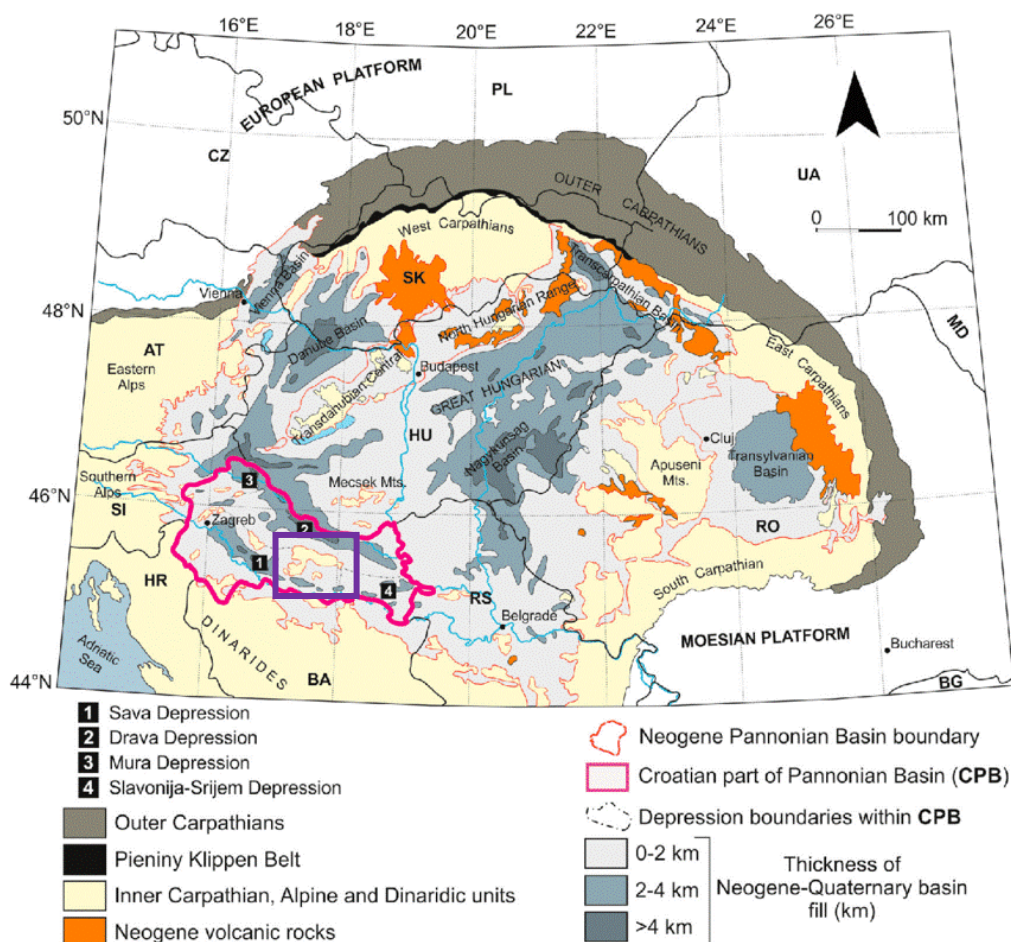 16°E
18°E
20°E
22°E
24°E
26°E
EUROPEAN PLATFORM
PL
50°N
CZ
UA
OUTER CARPATHIANS
0 100 km
West Carpathians
SK
Vienna
Vienna Basin
Transcarpathian Basin
North Hungarian Range
48°N
MD
Danube Basin
AT
Eastern Alps
Budapest
East Carpathians
Transdanubian Central
GREAT HUNGARIAN
HU
Cluj
Transylvanian Basin
Nagykunsag Basin
Apuseni Mts.
Mecsek Mts.
Southern Alps
46°N
3
SI
Zagreb
2
RO
1
HR
4
RS
South Carpathian
Belgrade
DINARIDES
MOESIAN PLATFORM
Adriatic Sea
Bucharest
BA
44°N
BG
1 Sava Depression
2 Drava Depression
3 Mura Depression
4 Slavonija-Srijem Depression
Outer Carpathians
Pieniny Klippen Belt
Inner Carpathian, Alpine and Dinaridic units
Neogene volcanic rocks
Neogene Pannonian Basin boundary
Croatian part of Pannonian Basin (CPB)
Depression boundaries within CPB
0-2 km
2-4 km
>4 km
Thickness of
Neogene-Quaternary basin
fill (km)